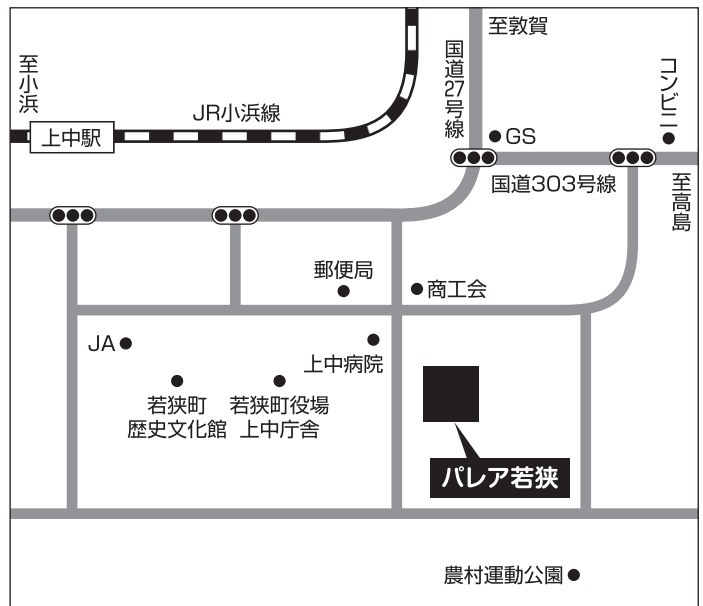 至敦賀
至小浜
国道27号線
コンビニ
JR小浜線
上中駅
GS
国道303号線
至高島
郵便局
商工会
JA
上中病院
若狭町
歴史文化館
若狭町役場
上中庁舎
パレア若狭
農村運動公園